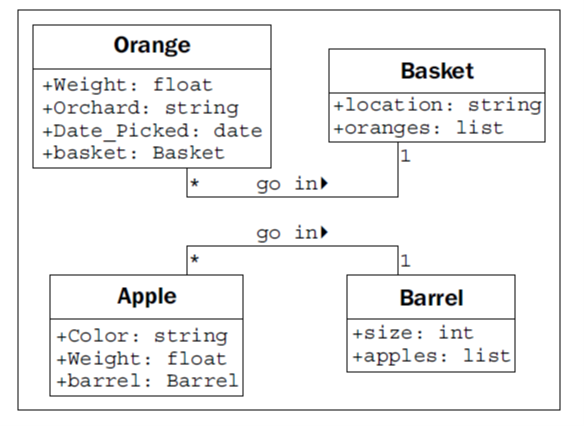 Orange
+Weight: float
+Orchard: string
+Date_Picked: date
+basket: Basket
Basket
+location: string
+oranges: list
* go in▶ 1
go in▶
* 1
Apple
+Color: string
+Weight: float
+barrel: Barrel
Barrel
+size: int
+apples: list